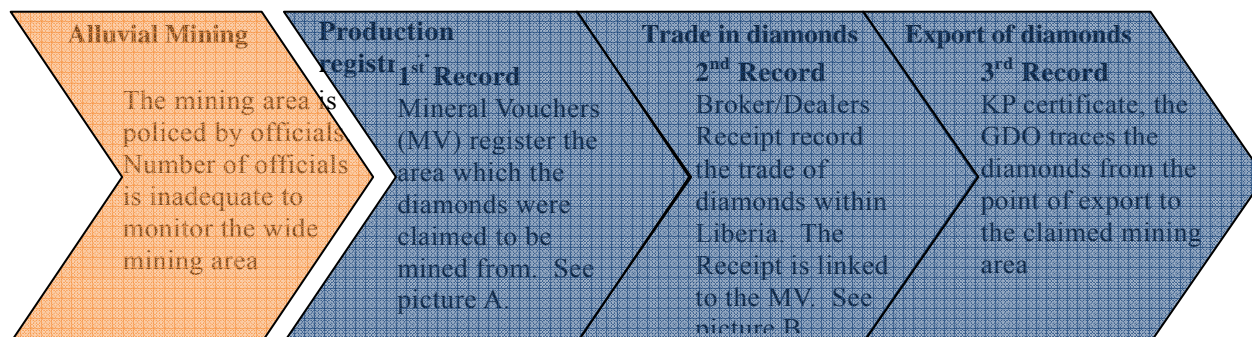 Alluvial Mining
The mining area is
policed by officials
Number of officials
is inadequate to
monitor the wide
mining area
Production
registr
1st Record
Mineral Vouchers
(MV) register the
area which the
diamonds were
claimed to be
mined from. See
picture A.
Trade in diamonds
2nd Record
Broker/Dealers
Receipt record
the trade of
diamonds within
Liberia. The
Receipt is linked
to the MV. See
picture B
Export of diamonds
3rd Record
KP certificate, the
GDO traces the
diamonds from the
point of export to
the claimed mining
area